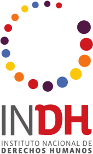 INDH
INSTITUTO NACIONAL DE
DERECHOS HUMANOS